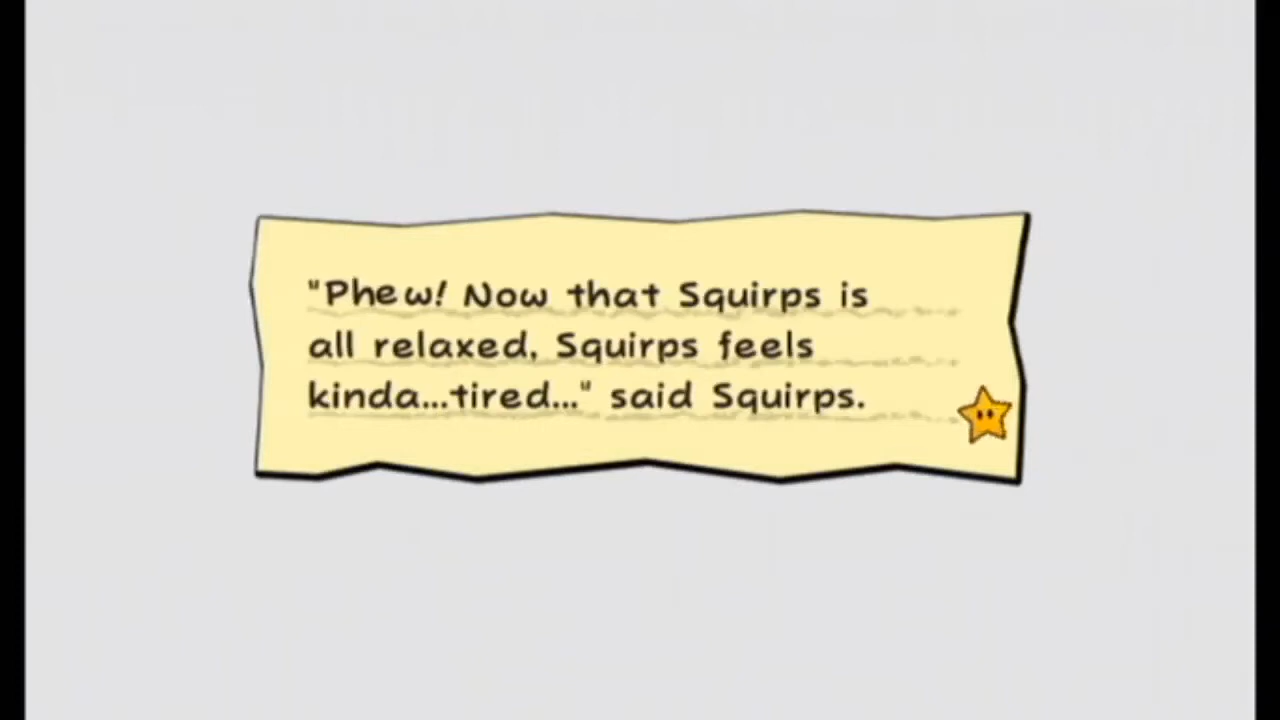 "Phew! Now that Squirps is
all relaxed, Squirps feels
kinda...tired..." said Squirps.